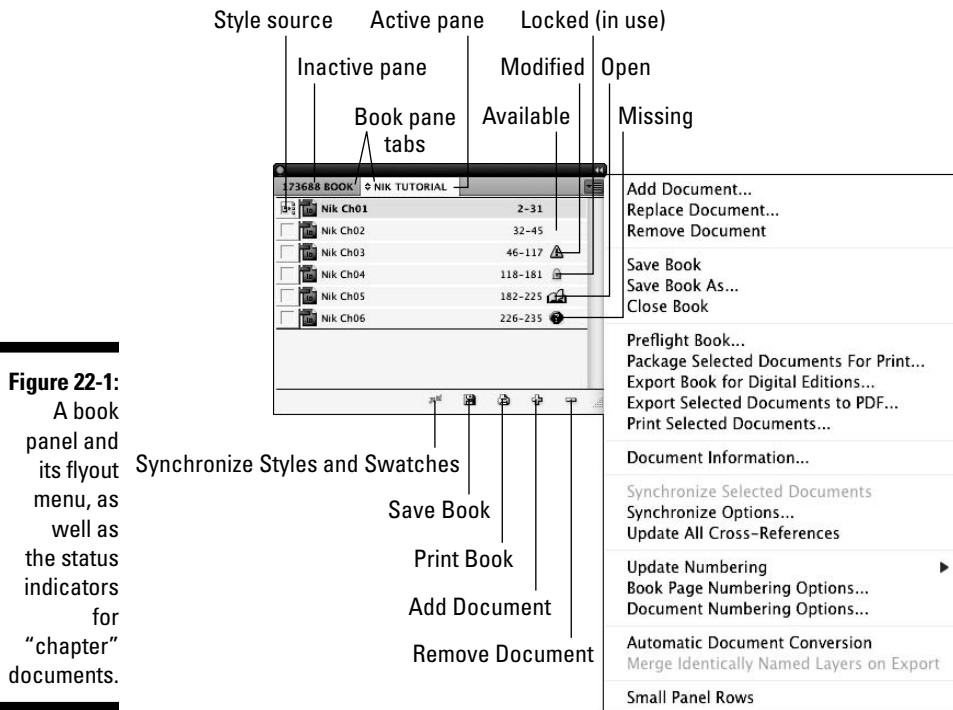 Style source
Active pane
Locked (in use)
Inactive pane
Modified
Open
Book pane
tabs
Available
Missing
173688 BOOK
NIK TUTORIAL
Nik Ch01 2-31
Nik Ch02 32-45
Nik Ch03 46-117
Nik Ch04 118-181
Nik Ch05 182-225
Nik Ch06 226-235
Synchronize Styles and Swatches
Save Book
Print Book
Add Document
Remove Document
Add Document...
Replace Document...
Remove Document
Save Book
Save Book As...
Close Book
Preflight Book...
Package Selected Documents For Print...
Export Book for Digital Editions...
Export Selected Documents to PDF...
Print Selected Documents...
Document Information...
Synchronize Selected Documents
Synchronize Options...
Update All Cross-References
Update Numbering
Book Page Numbering Options...
Document Numbering Options...
Automatic Document Conversion
Merge Identically Named Layers on Export
Small Panel Rows
Figure 22-1:
A book
panel and
its flyout
menu, as
well as
the status
indicators
for
“chapter”
documents.